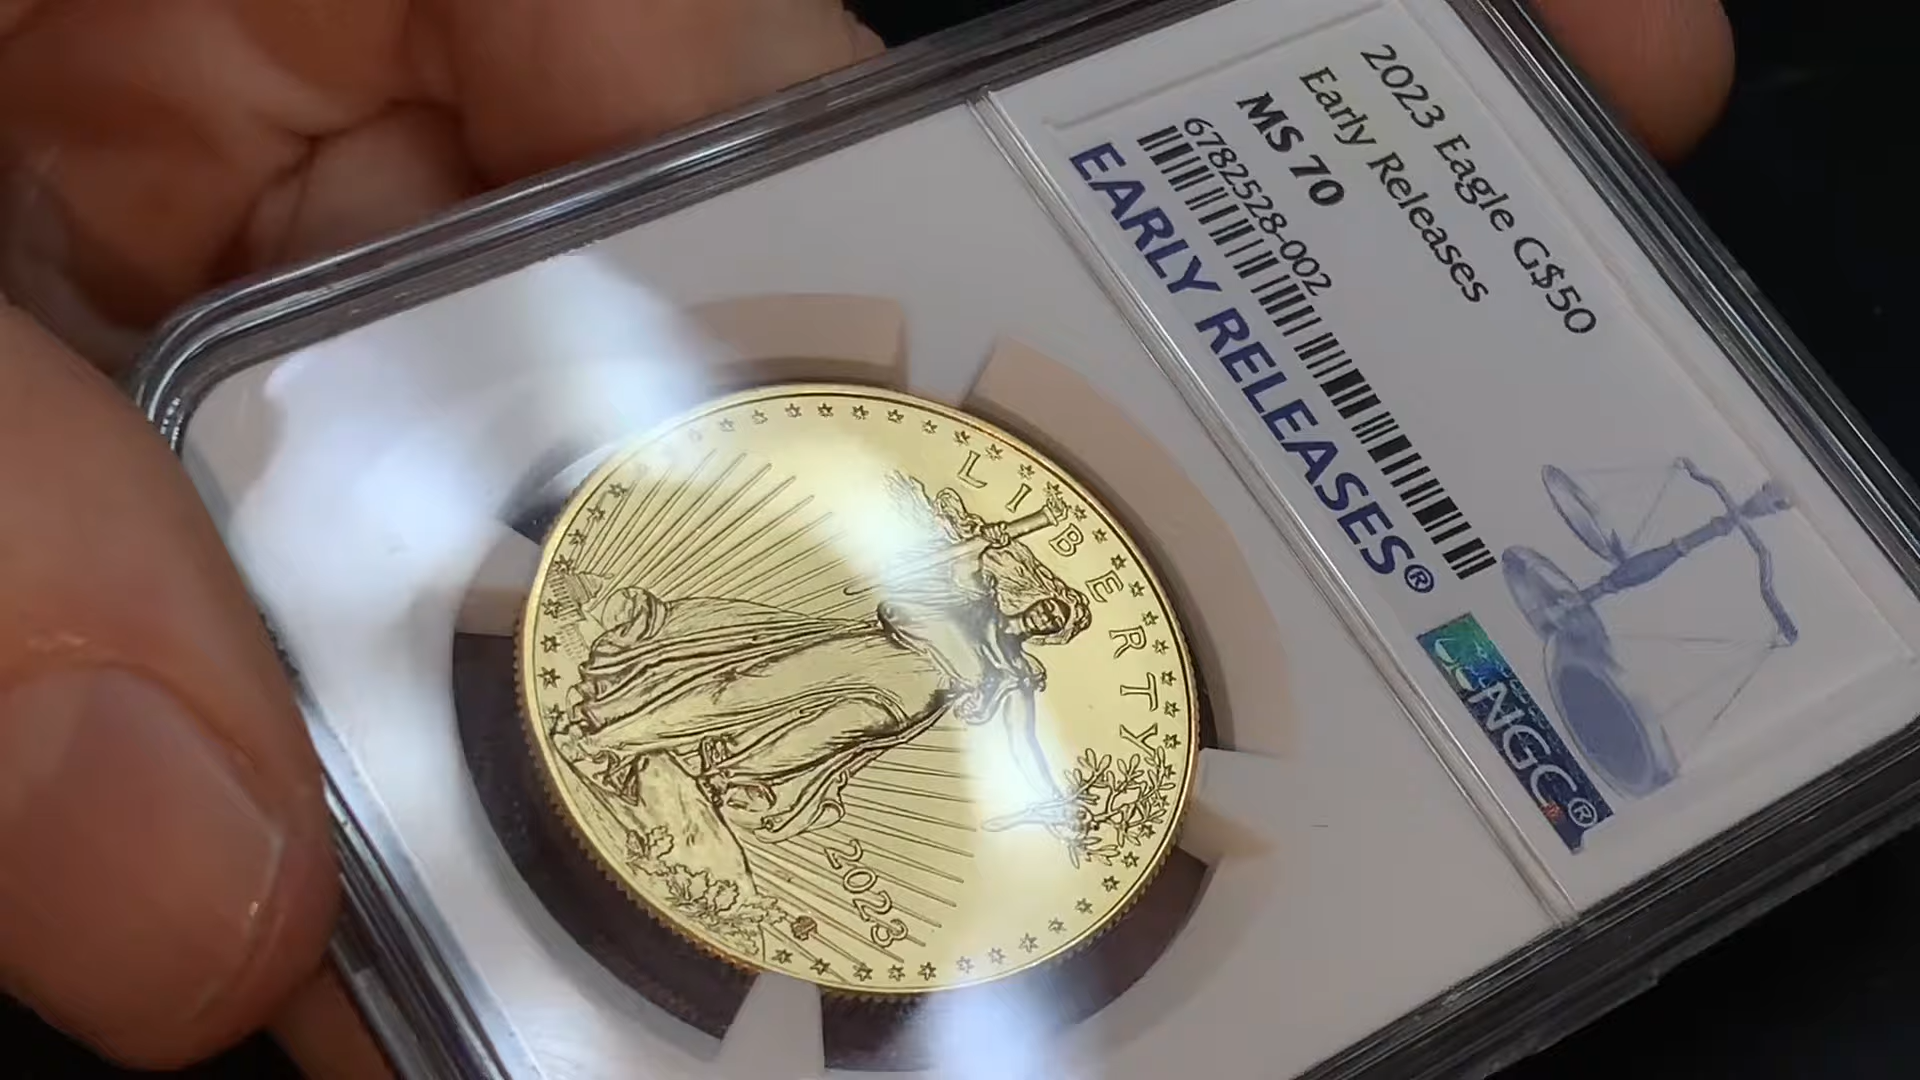 2023 Eagle G$50
Early Releases
MS 70
6782528-002
EARLY RELEASES®
NGC®
LIBERTY
2023